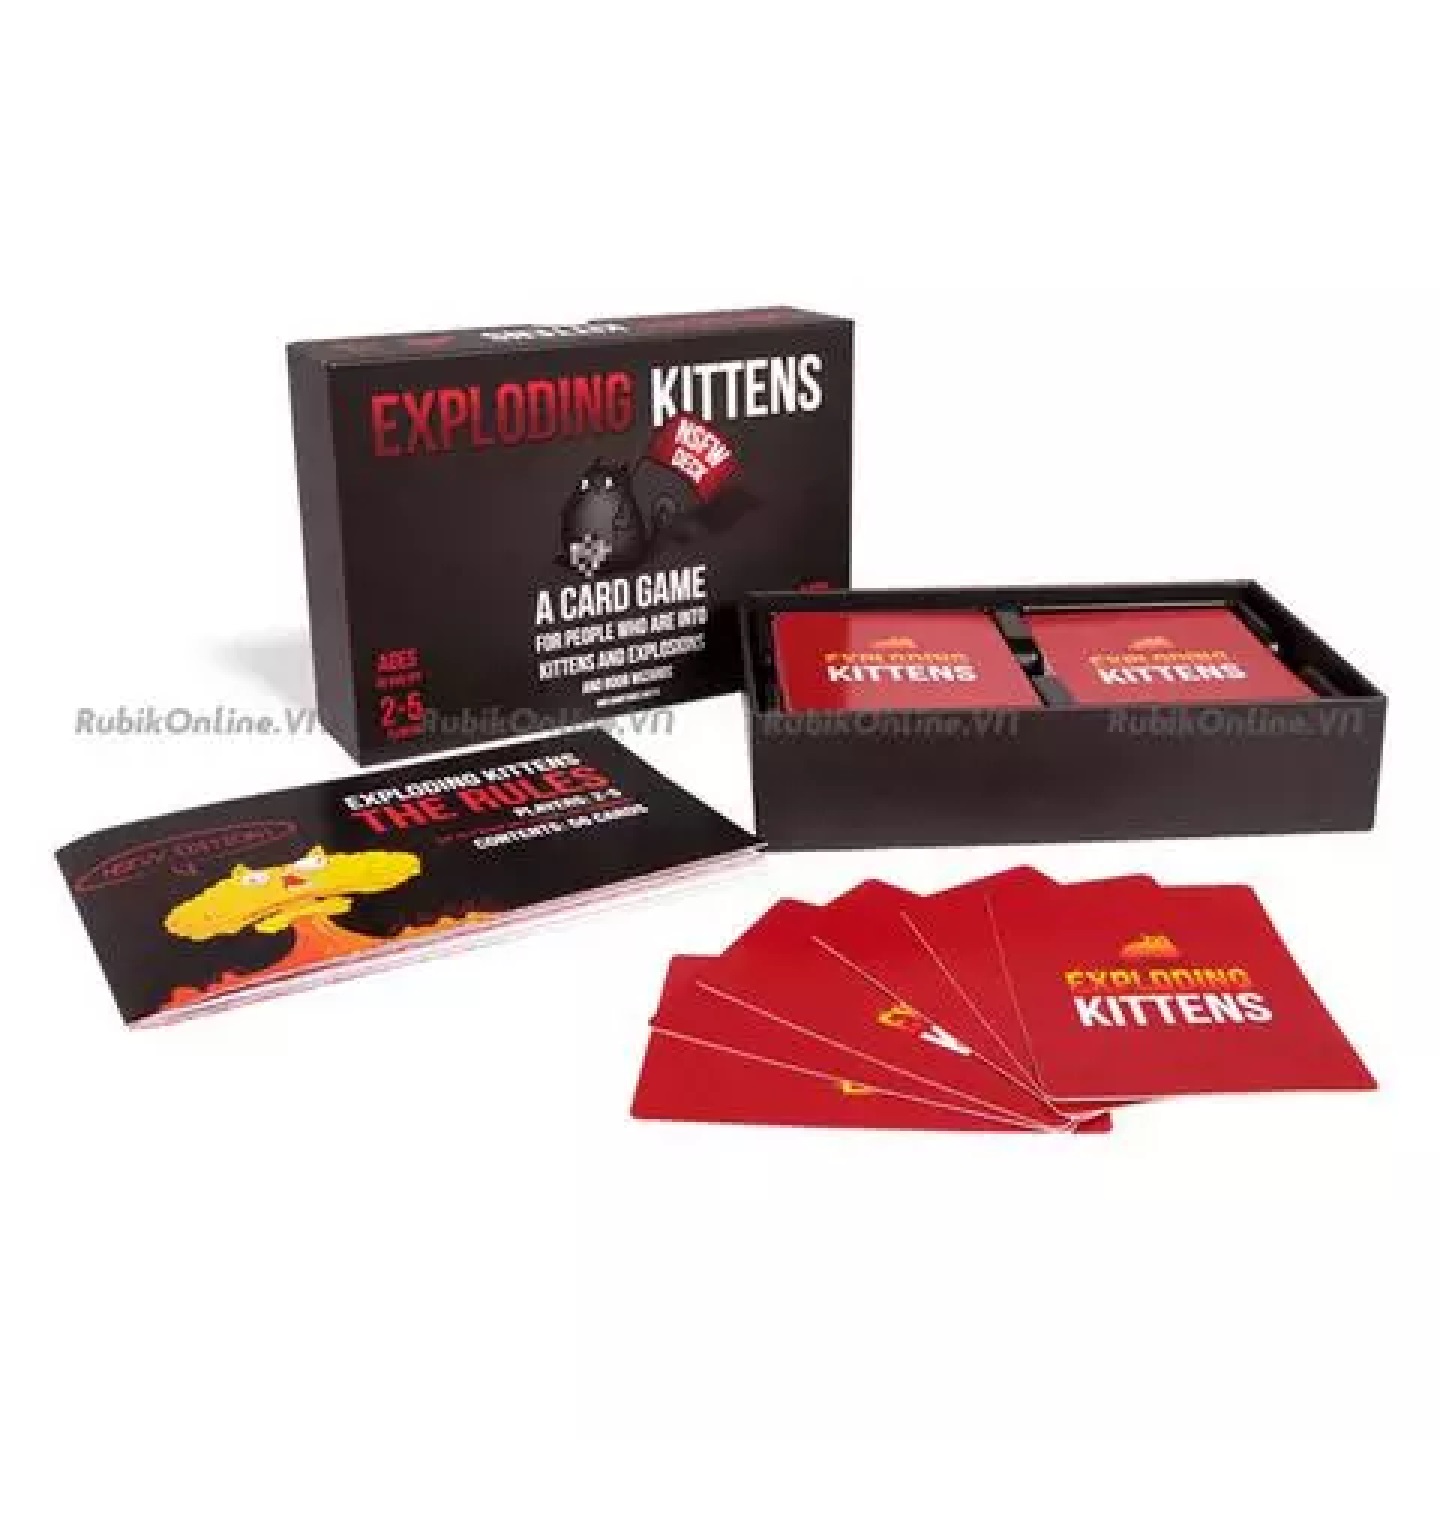 KITTENS
EXPLODING KITTENS
NSFW
DECK
A CARD GAME
FOR PEOPLE WHO ARE INTO
KITTENS AND EXPLOSIONS
AGES
2-5
EXPLODING
KITTENS
EXPLODING
KITTENS
RubikOnline.Vn
RubikOnline.Vn
RubikOnline.Vn
RubikOnline.Vn
EXPLODING KITTENS
THE RULES
PLAYERS: 2-5
CONTENTS: 56 CARDS
EXPLODING
KITTENS